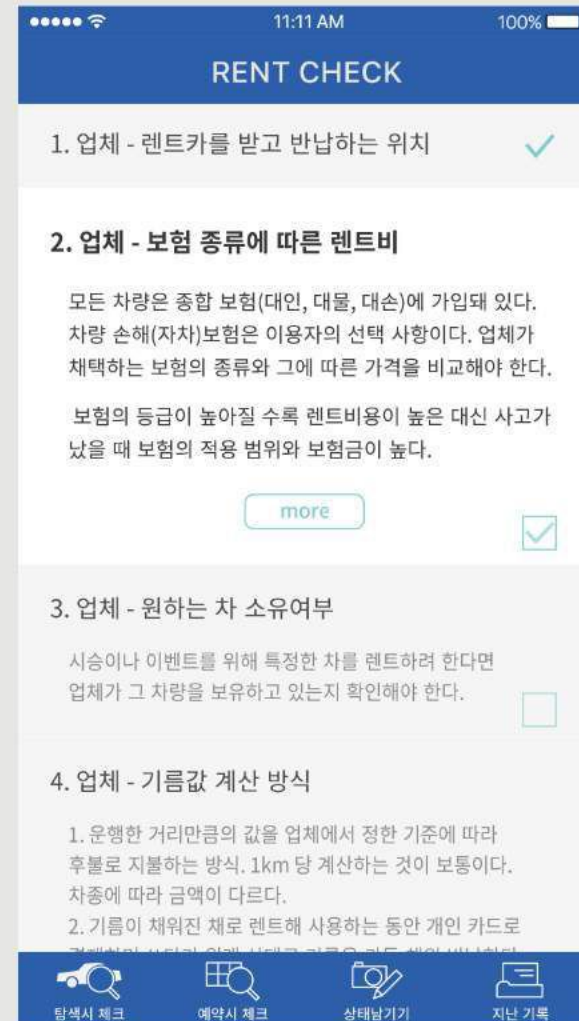 11:11 AM
100%
RENT CHECK
1. 업체 - 렌트카를 받고 반납하는 위치
2. 업체 - 보험 종류에 따른 렌트비
모든 차량은 종합 보험(대인, 대물, 대손)에 가입돼 있다.
차량 손해(자차)보험은 이용자의 선택 사항이다. 업체가
채택하는 보험의 종류와 그에 따른 가격을 비교해야 한다.
보험의 등급이 높아질 수록 렌트비용이 높은 대신 사고가
났을 때 보험의 적용 범위와 보험금이 높다.
more
3. 업체 - 원하는 차 소유여부
시승이나 이벤트를 위해 특정한 차를 렌트하려 한다면
업체가 그 차량을 보유하고 있는지 확인해야 한다.
4. 업체 - 기름값 계산 방식
1. 운행한 거리만큼의 값을 업체에서 정한 기준에 따라
후불로 지불하는 방식. 1km 당 계산하는 것이 보통이다.
차종에 따라 금액이 다르다.
2. 기름이 채워진 채로 렌트해 사용하는 동안 개인 카드로
탐색시 체크
예약시 체크
상태남기기
지난 기록